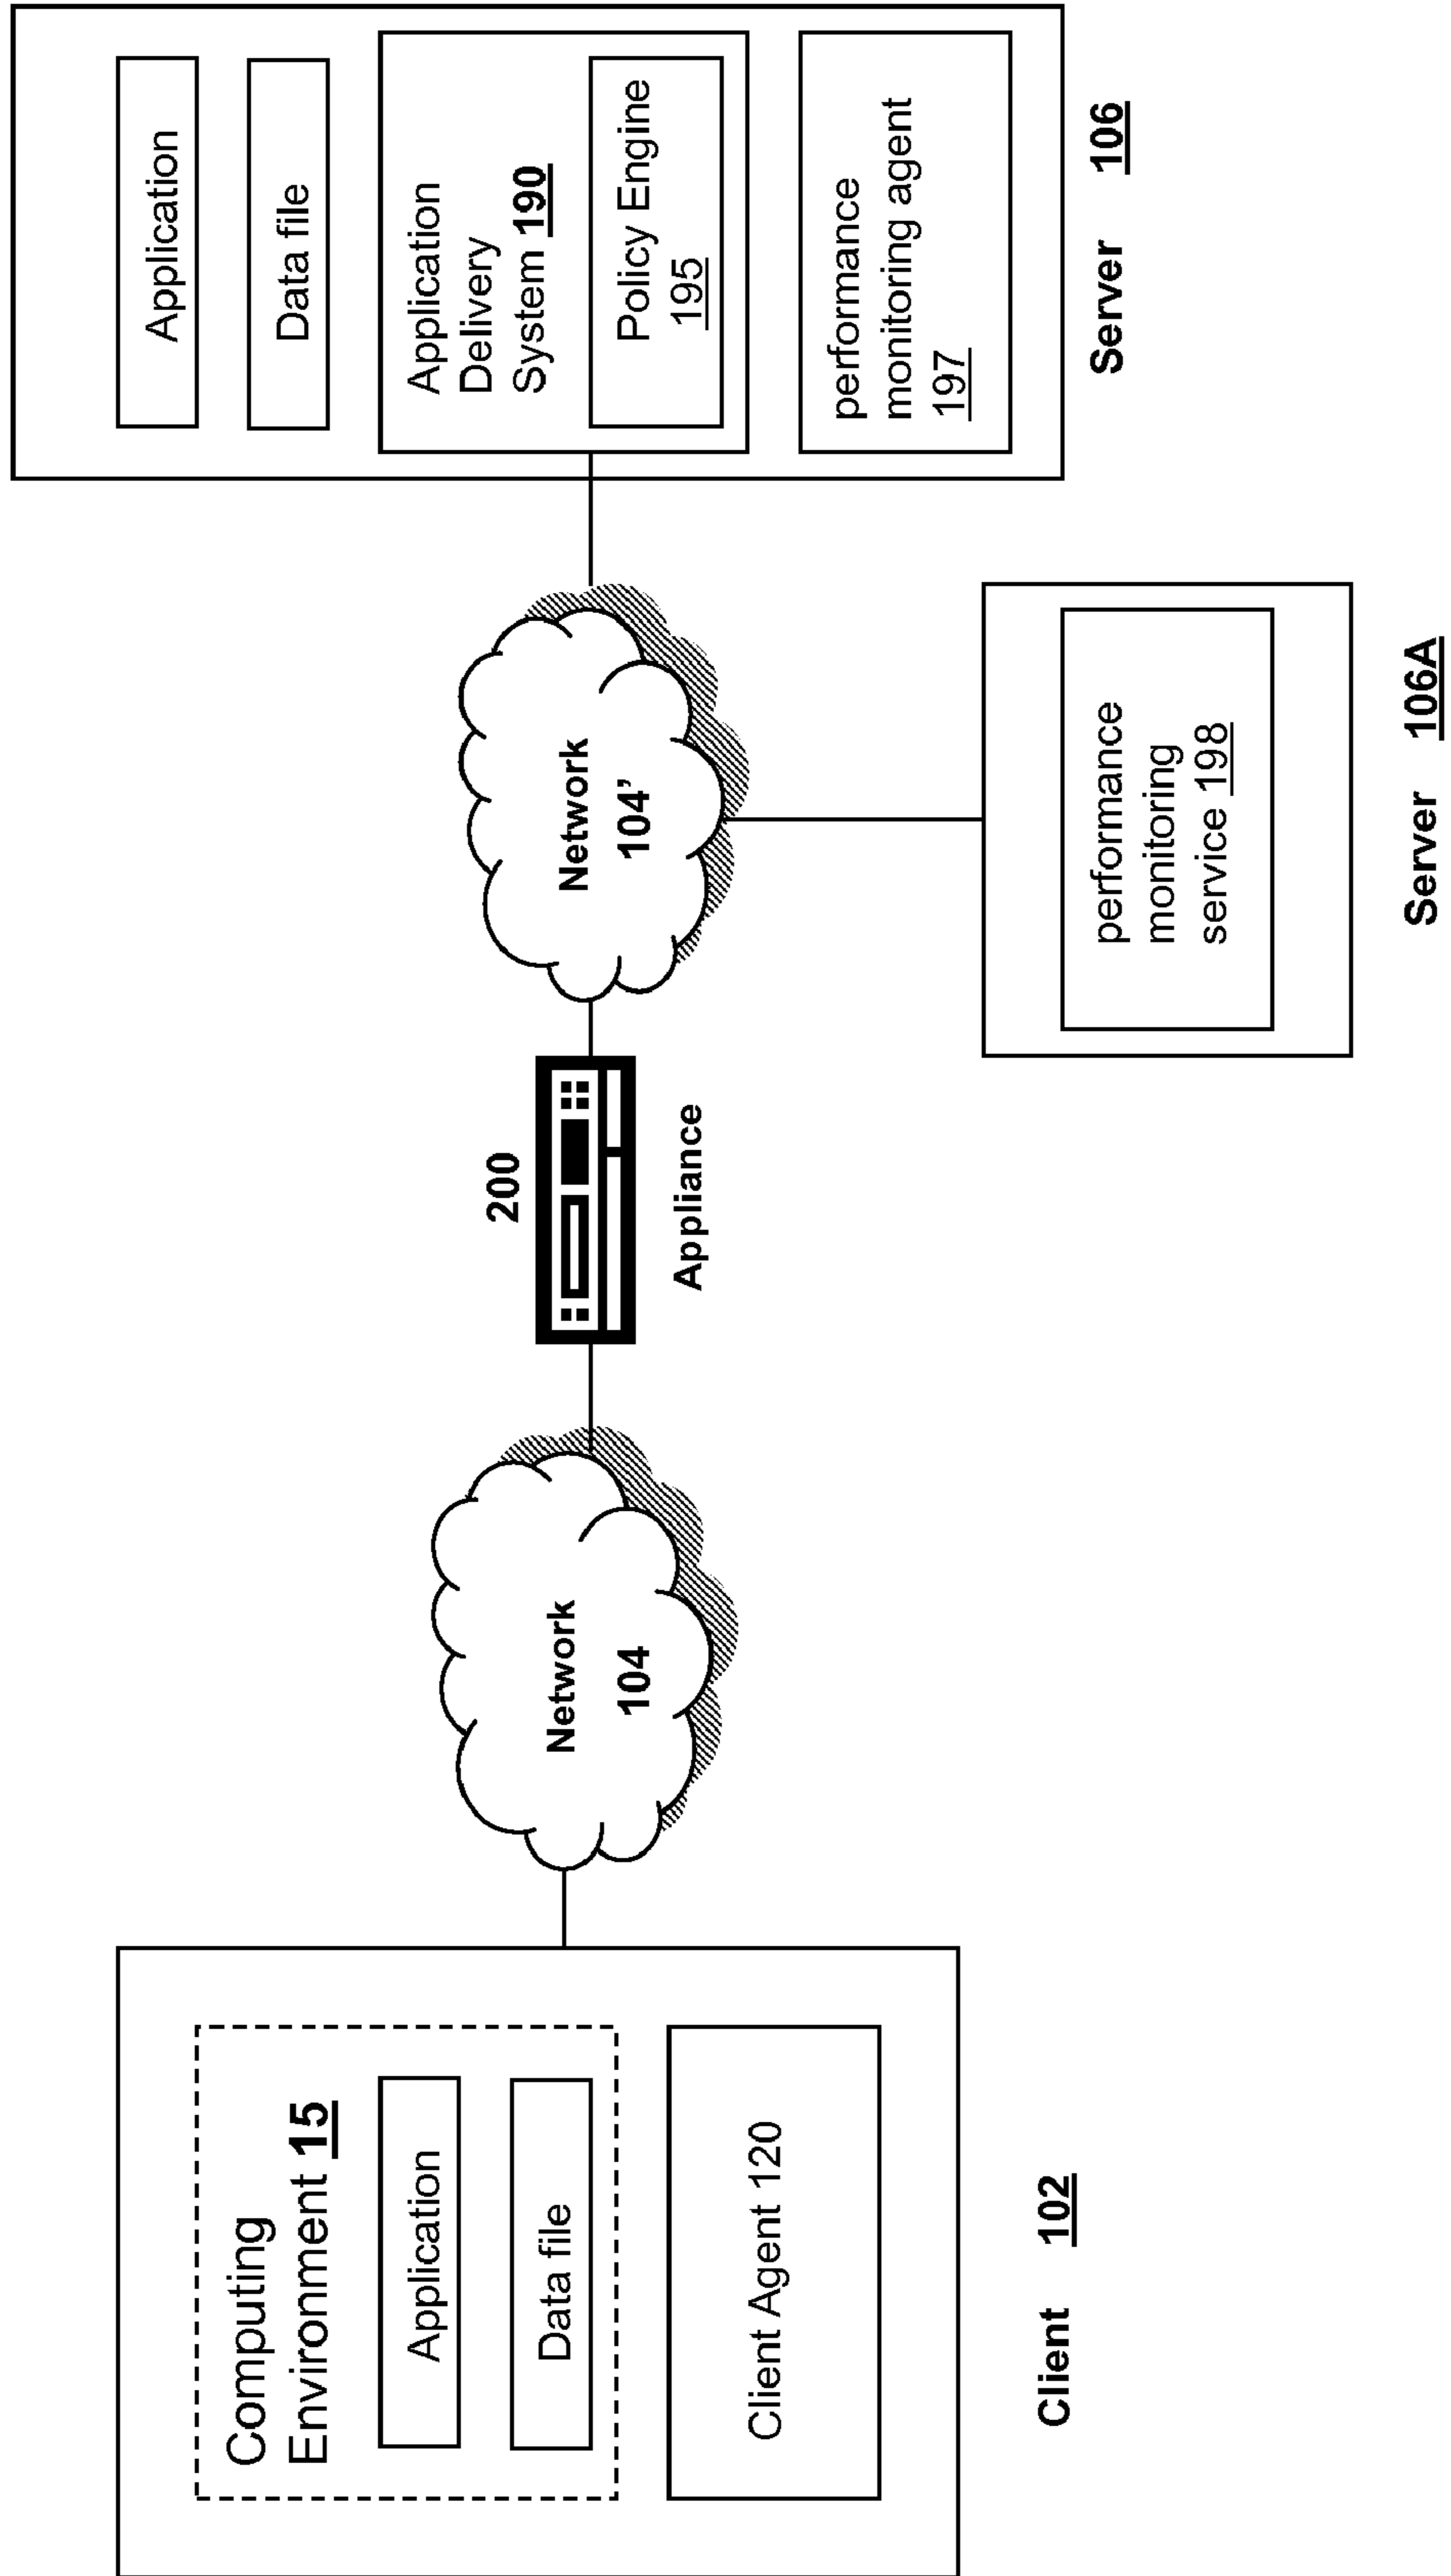 Computing
Environment 15
Application
Data file
Client Agent 120
Client 102
Network
104
200
Appliance
Network
104’
performance
monitoring
service 198
Server 106A
Application
Data file
Application
Delivery
System 190
Policy Engine
195
performance
monitoring agent
197
Server 106